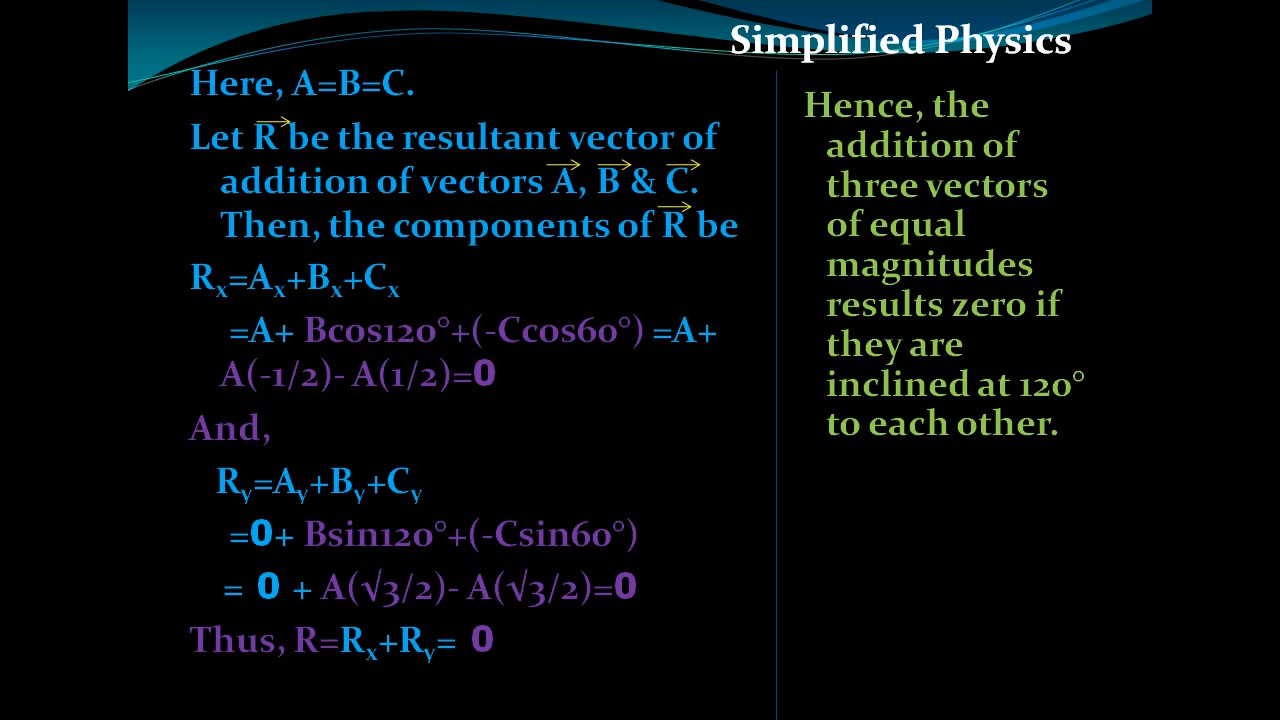 Simplified Physics
Here, A=B=C.
Let R be the resultant vector of
addition of vectors A, B & C.
Then, the components of R be
Rₓ=Aₓ+Bₓ+Cₓ
=A+ Bcos120°+(-Ccos60°) =A+
A(-1/2)- A(1/2)=0
And,
Ry=Ay+By+Cy
=0+ Bsin120°+(-Csin60°)
= 0 + A(√3/2)- A(√3/2)=0
Thus, R=Rₓ+Ry= 0
Hence, the
addition of
three vectors
of equal
magnitudes
results zero if
they are
inclined at 120°
to each other.